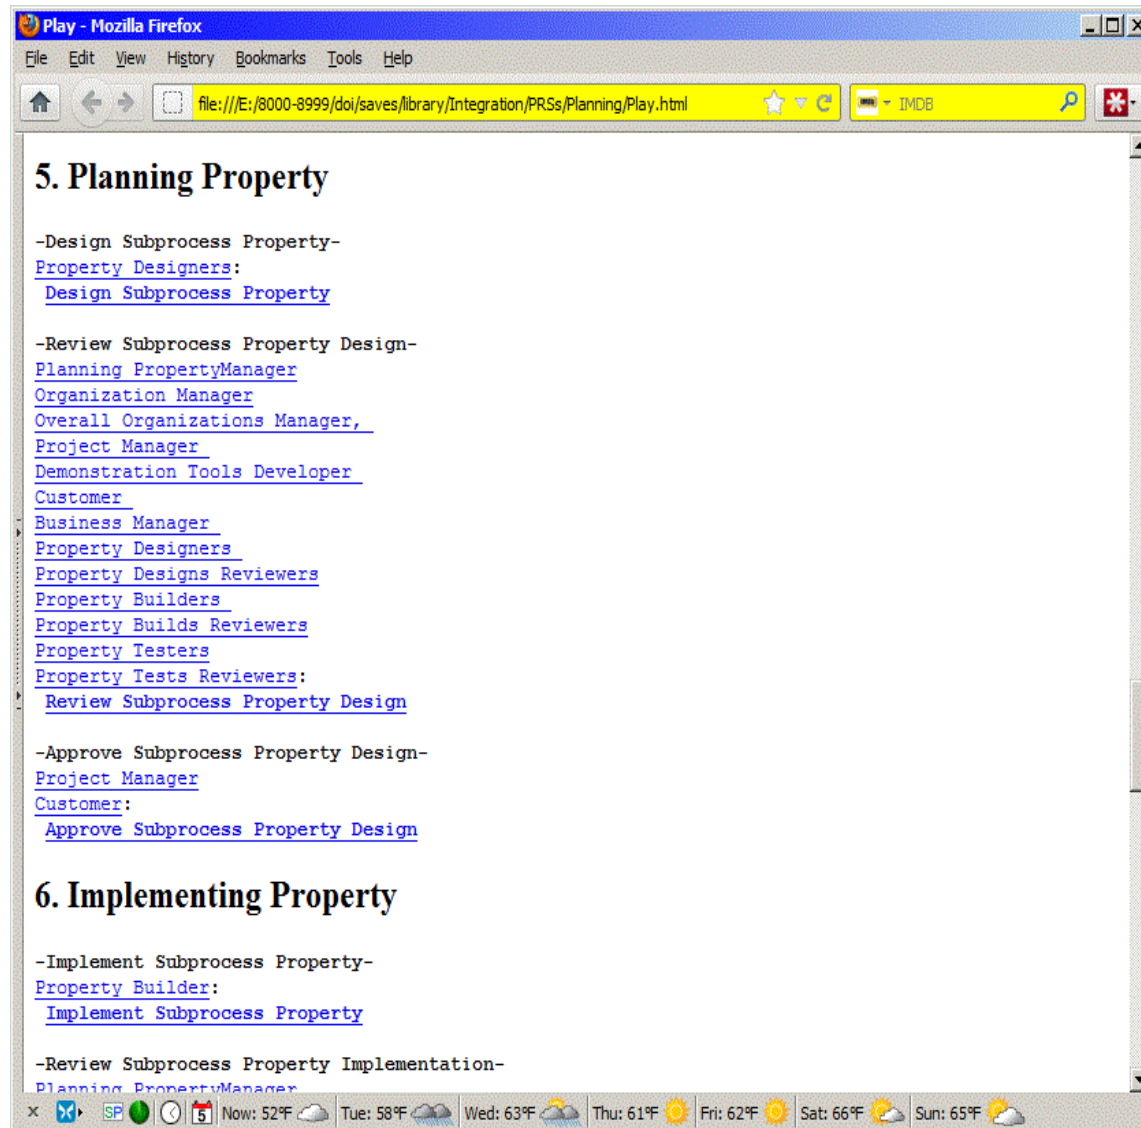 Play - Mozilla Firefox
File Edit View History Bookmarks Tools Help
file:///E:/8000-8999/doi/saves/library/Integration/PRSs/Planning/Play.html IMDB
5. Planning Property
-Design Subprocess Property-
Property Designers:
Design Subprocess Property
-Review Subprocess Property Design-
Planning PropertyManager
Organization Manager
Overall Organizations Manager,
Project Manager
Demonstration Tools Developer
Customer
Business Manager
Property Designers
Property Designs Reviewers
Property Builders
Property Builds Reviewers
Property Testers
Property Tests Reviewers:
Review Subprocess Property Design
-Approve Subprocess Property Design-
Project Manager
Customer:
Approve Subprocess Property Design
6. Implementing Property
-Implement Subprocess Property-
Property Builder:
Implement Subprocess Property
-Review Subprocess Property Implementation-
Planning PropertyManager
SP 5 Now: 52°F Tue: 58°F Wed: 63°F Thu: 61°F Fri: 62°F Sat: 66°F Sun: 65°F